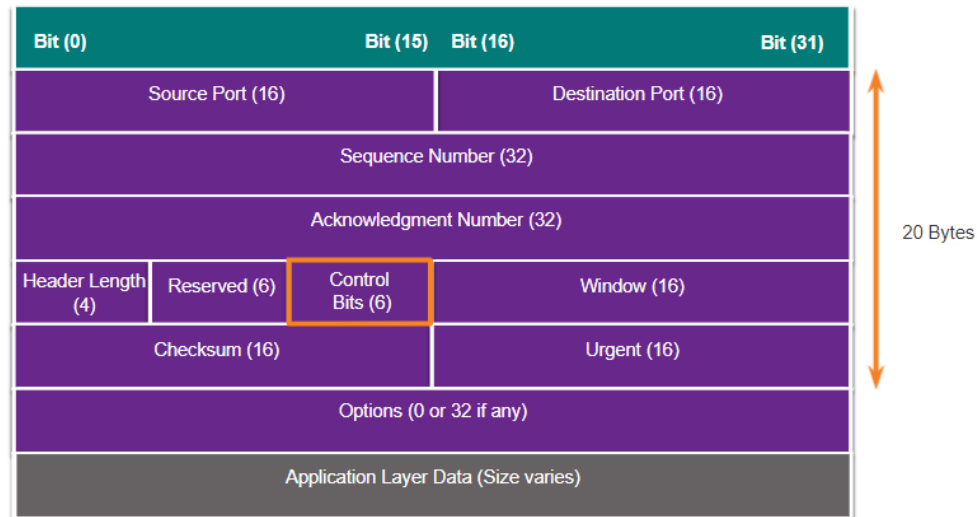 Bit (0) Bit (15) Bit (16) Bit (31)
Source Port (16) Destination Port (16)
Sequence Number (32)
Acknowledgment Number (32)
20 Bytes
Header Length
(4)
Reserved (6)
Control
Bits (6)
Window (16)
Checksum (16) Urgent (16)
Options (0 or 32 if any)
Application Layer Data (Size varies)